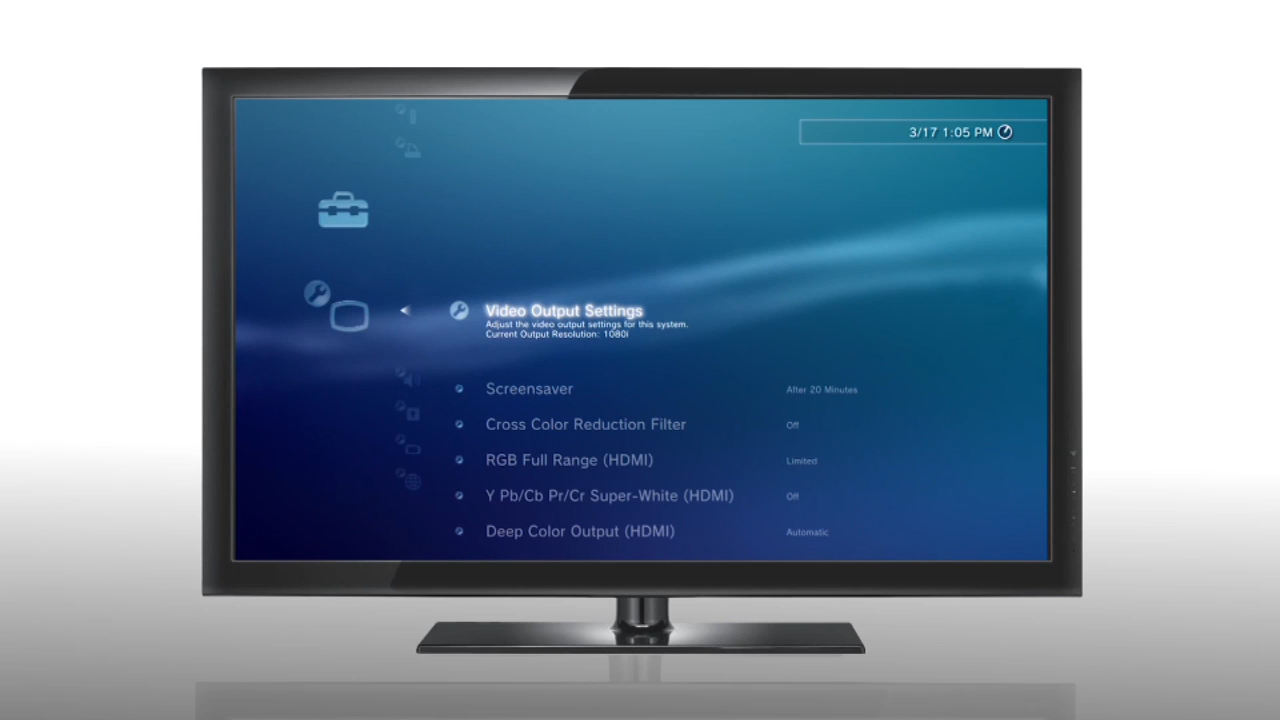 3/17 1:05 PM
Video Output Settings
Adjust the video output settings for this system.
Current Output Resolution: 1080i
Screensaver After 20 Minutes
Cross Color Reduction Filter Off
RGB Full Range (HDMI) Limited
Y Pb/Cb Pr/Cr Super-White (HDMI) Off
Deep Color Output (HDMI) Automatic